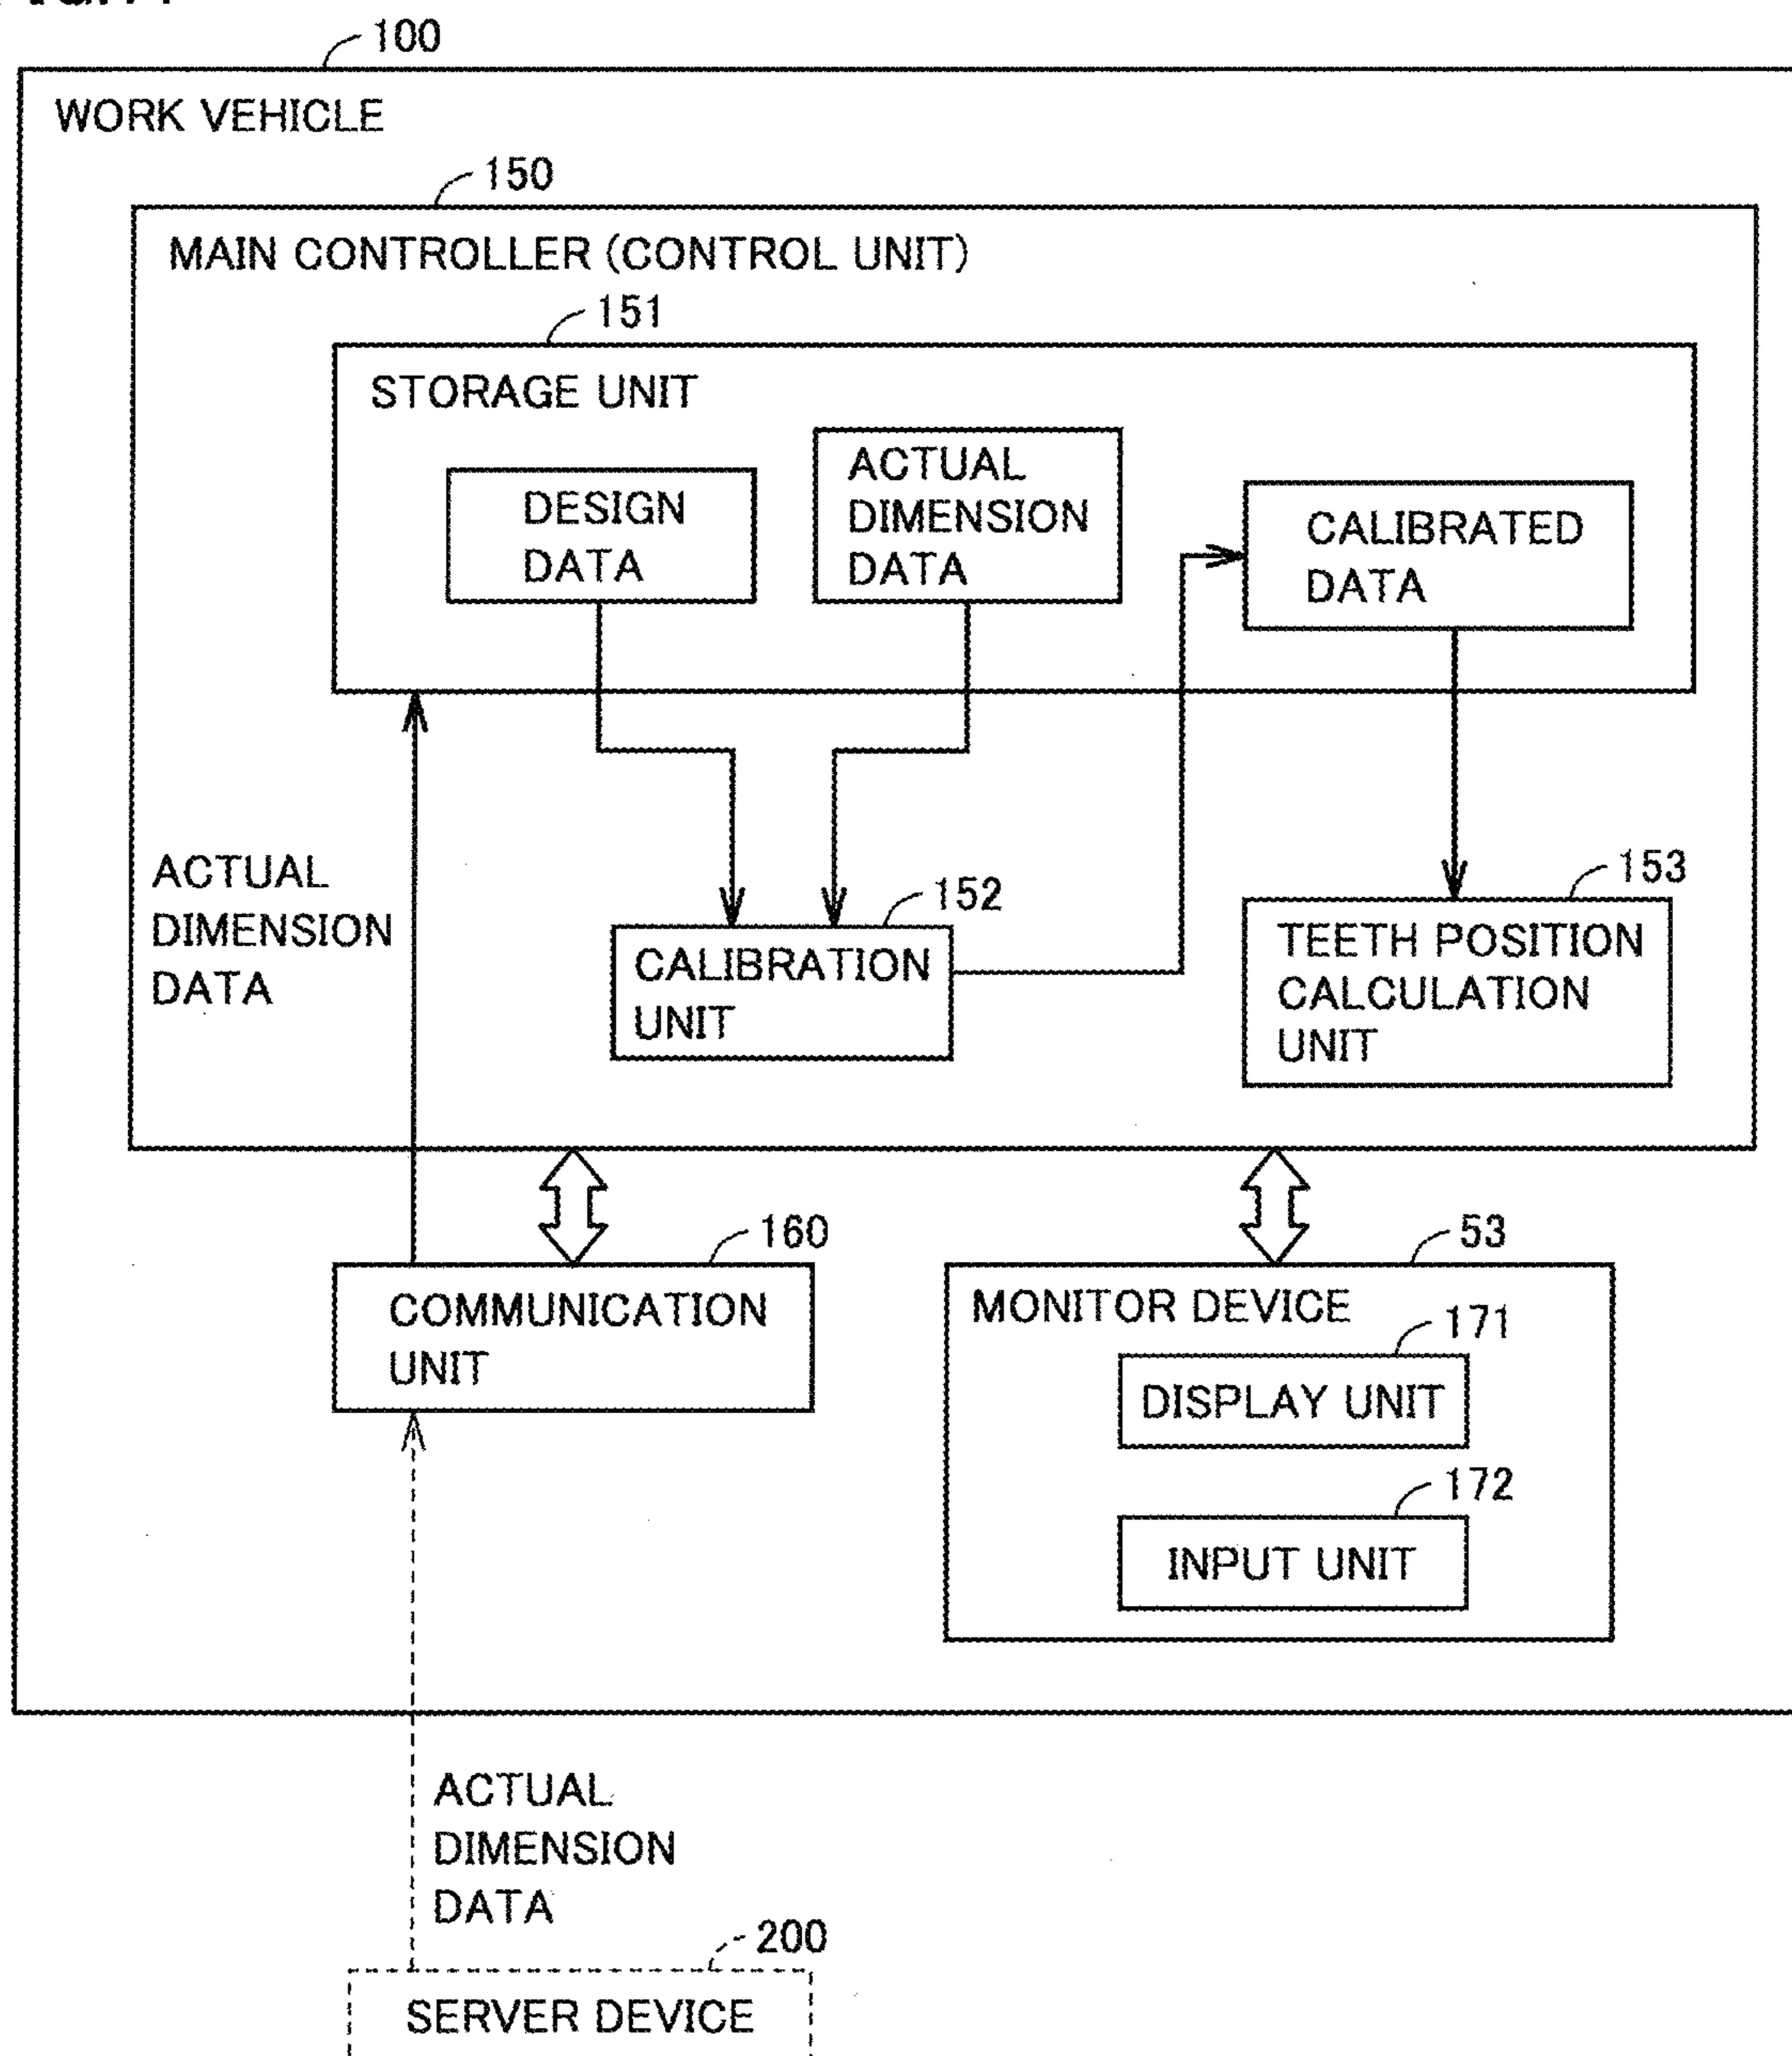 100
WORK VEHICLE
150
MAIN CONTROLLER (CONTROL UNIT)
151
STORAGE UNIT
DESIGN
DATA
ACTUAL
DIMENSION
DATA
CALIBRATED
DATA
ACTUAL
DIMENSION
DATA
152
CALIBRATION
UNIT
153
TEETH POSITION
CALCULATION
UNIT
160
COMMUNICATION
UNIT
53
MONITOR DEVICE
171
DISPLAY UNIT
172
INPUT UNIT
ACTUAL
DIMENSION
DATA
200
SERVER DEVICE